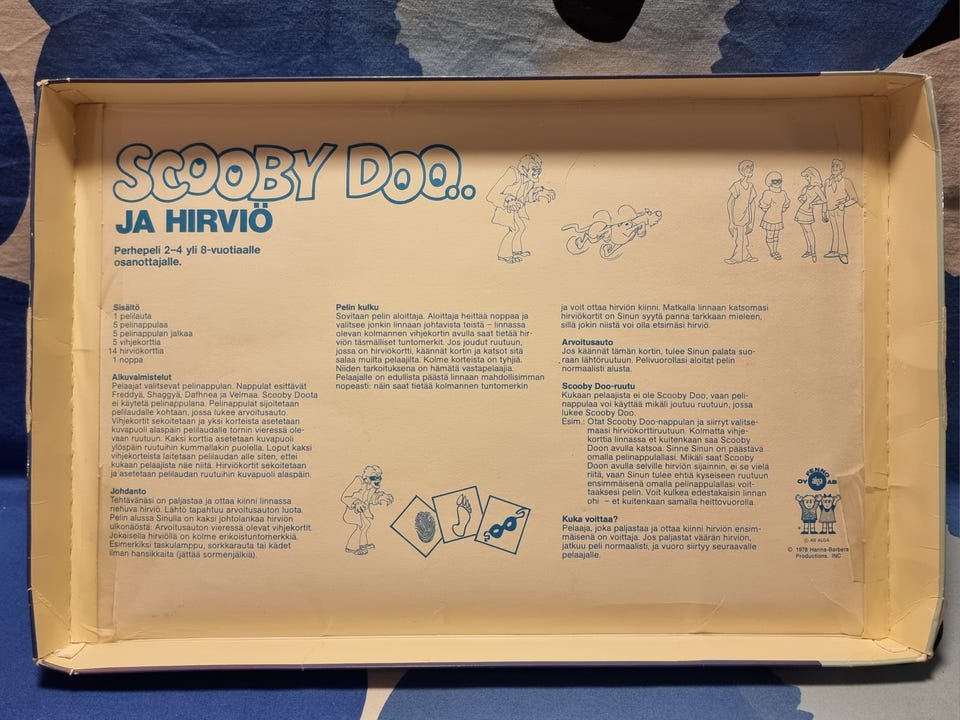 SCOOBY DOO..
JA HIRVIÖ
Perhepeli 2–4 yli 8-vuotiaalle
osanottajalle.
Sisältö
1 pelilauta
5 pelinappulaa
5 pelinappulan jalkaa
5 vihjekorttia
14 hirviökorttia
1 noppa
Alkuvalmistelut
Pelaajat valitsevat pelinappulan. Nappulat esittävät
Freddyä, Shaggyä, Dafhnea ja Velmaa. Scooby Doota
ei käytetä pelinappulana. Pelinappulat sijoitetaan
pelilaudalle kohtaan, jossa lukee arvoitusauto.
Vihjekortit sekoitetaan ja yksi korteista asetetaan
kuvapuoli alaspäin pelilaudalle tornin vieressä ole-
vaan ruutuun. Kaksi korttia asetetaan kuvapuoli
ylöspäin ruutuihin kummallakin puolella. Loput kaksi
vihjekorteista laitetaan pelilaudan alle siten, ettei
kukaan pelaajista näe niitä. Hirviökortit sekoitetaan
ja asetetaan pelilaudan ruutuihin kuvapuoli alaspäin.
Johdanto
Tehtävänäsi on paljastaa ja ottaa kiinni linnassa
riehuva hirviö. Lähtö tapahtuu arvoitusauton luota.
Pelin alussa Sinulla on kaksi johtolankaa hirviön
ulkonäöstä: Arvoitusauton vieressä olevat vihjekortit.
Jokaisella hirviöllä on kolme erikoistuntomerkkiä.
Esimerkiksi taskulamppu, sorkkarauta tai kädet
ilman hansikkaita (jättää sormenjälkiä).
Pelin kulku
Sovitaan pelin aloittaja. Aloittaja heittää noppaa ja
valitsee jonkin linnaan johtavista teistä – linnassa
olevan kolmannen vihjekortin avulla saat tietää hir-
viön täsmälliset tuntomerkit. Jos joudut ruutuun,
jossa on hirviökortti, käännät kortin ja katsot sitä
salaa muilta pelaajilta. Kolme korteista on tyhjiä.
Niiden tarkoituksena on hämätä vastapelaajia.
Pelaajalle on edullista päästä linnaan mahdollisimman
nopeasti: näin saat tietää kolmannen tuntomerkin
ja voit ottaa hirviön kiinni. Matkalla linnaan katsomasi
hirviökortit on Sinun syytä panna tarkkaan mieleen,
sillä jokin niistä voi olla etsimäsi hirviö.
Arvoitusauto
Jos käännät tämän kortin, tulee Sinun palata suo-
raan lähtöruutuun. Pelivuorollasi aloitat pelin
normaalisti alusta.
Scooby Doo-ruutu
Kukaan pelaajista ei ole Scooby Doo, vaan peli-
nappulaa voi käyttää mikäli joutuu ruutuun, jossa
lukee Scooby Doo.
Esim.: Otat Scooby Doo-nappulan ja siirryt valitse-
maasi hirviökorttiruutuun. Kolmatta vihje-
korttia linnassa et kuitenkaan saa Scooby
Doon avulla katsoa. Sinne Sinun on päästävä
omalla pelinappulallasi. Mikäli saat Scooby
Doon avulla selville hirviön sijainnin, ei se vielä
riitä, vaan Sinun tulee ehtiä kyseiseen ruutuun
ensimmäisenä omalla pelinappulallasi voit-
taaksesi pelin. Voit kulkea edestakaisin linnan
ohi – et kuitenkaan samalla heittovuorolla.
Kuka voittaa?
Pelaaja, joka paljastaa ja ottaa kiinni hirviön ensim-
mäisenä on voittaja. Jos paljastat väärän hirviön,
jatkuu peli normaalisti, ja vuoro siirtyy seuraavalle
pelaajalle.
FENNO
OY alga AB
© AB ALGA
© 1978 Hanna-Barbera
Productions, INC